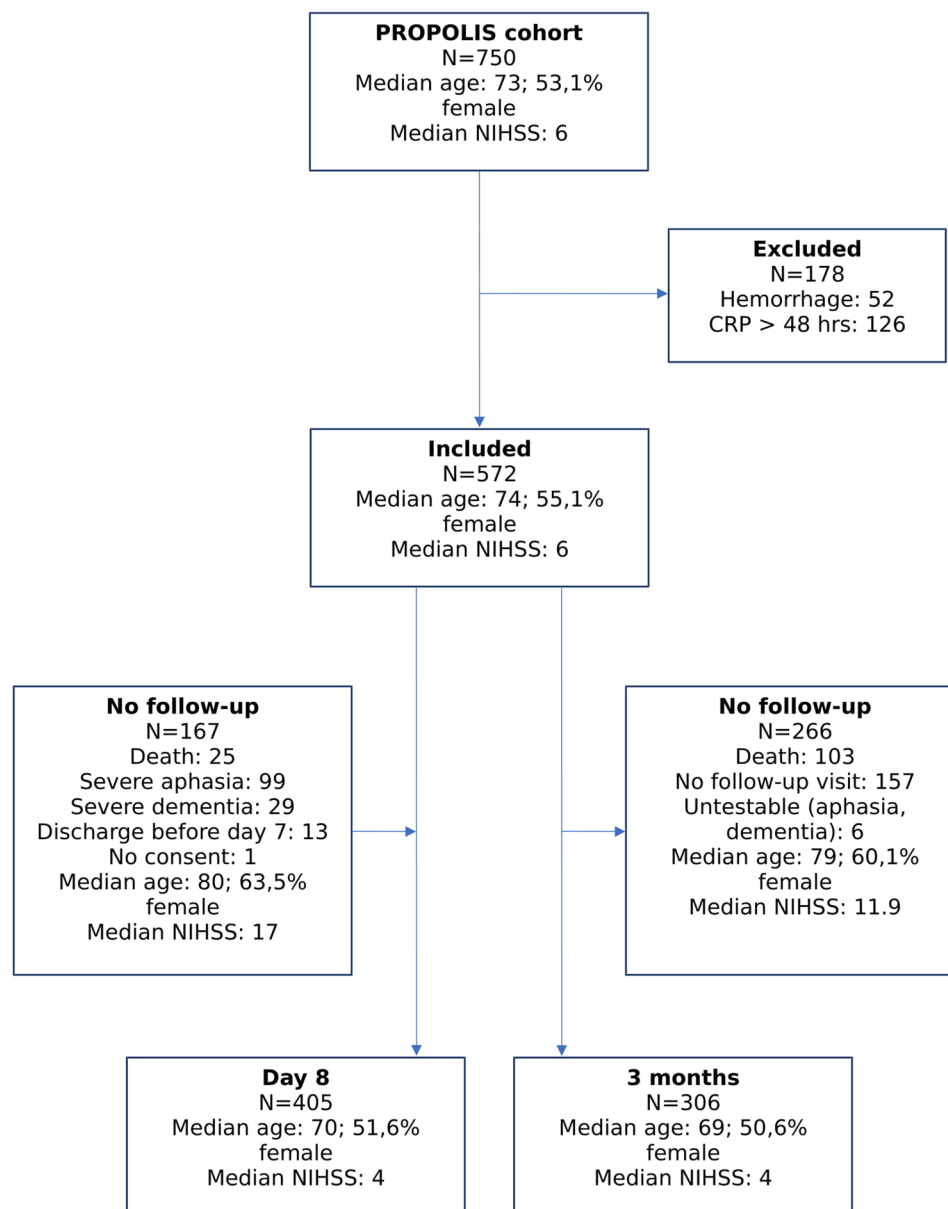 PROPOLIS cohort
N=750
Median age: 73; 53,1%
female
Median NIHSS: 6
Excluded
N=178
Hemorrhage: 52
CRP > 48 hrs: 126
Included
N=572
Median age: 74; 55,1%
female
Median NIHSS: 6
No follow-up
N=167
Death: 25
Severe aphasia: 99
Severe dementia: 29
Discharge before day 7: 13
No consent: 1
Median age: 80; 63,5%
female
Median NIHSS: 17
No follow-up
N=266
Death: 103
No follow-up visit: 157
Untestable (aphasia,
dementia): 6
Median age: 79; 60,1%
female
Median NIHSS: 11.9
Day 8
N=405
Median age: 70; 51,6%
female
Median NIHSS: 4
3 months
N=306
Median age: 69; 50,6%
female
Median NIHSS: 4